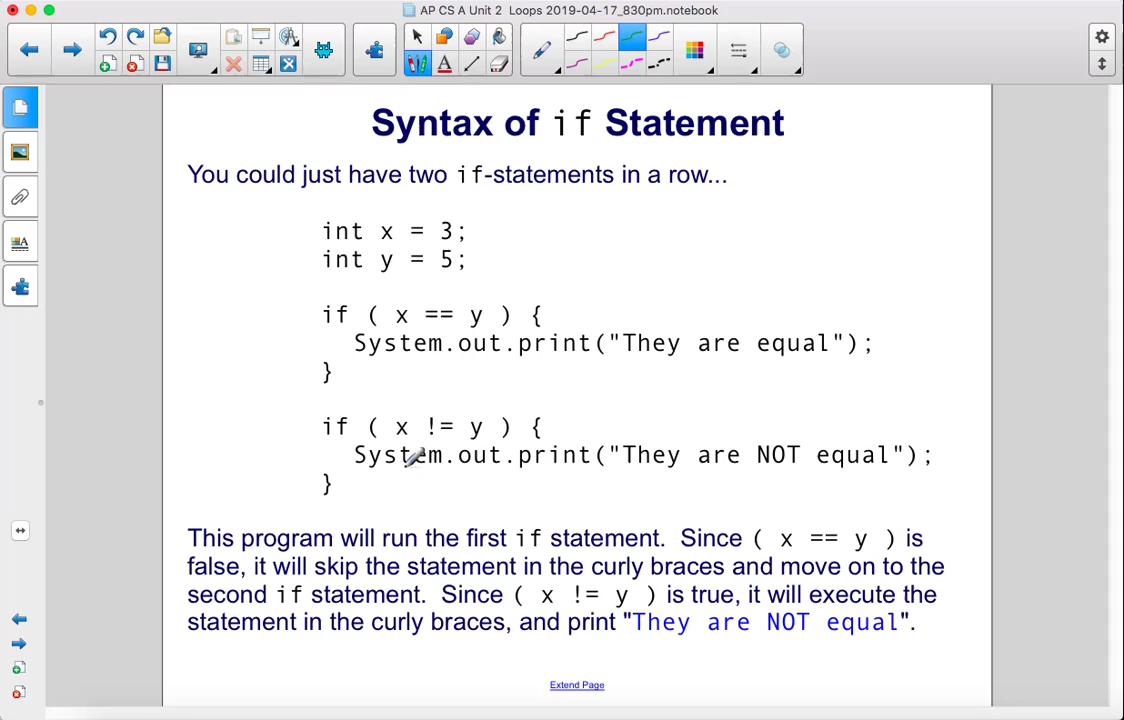 AP CS A Unit 2  Loops 2019-04-17_830pm.notebook
Syntax of if Statement
You could just have two if-statements in a row...
int x = 3;
int y = 5;
if ( x == y ) {
System.out.print("They are equal");
}
if ( x != y ) {
System.out.print("They are NOT equal");
}
This program will run the first if statement.  Since ( x == y ) is
false, it will skip the statement in the curly braces and move on to the
second if statement.  Since ( x != y ) is true, it will execute the
statement in the curly braces, and print "They are NOT equal".
Extend Page